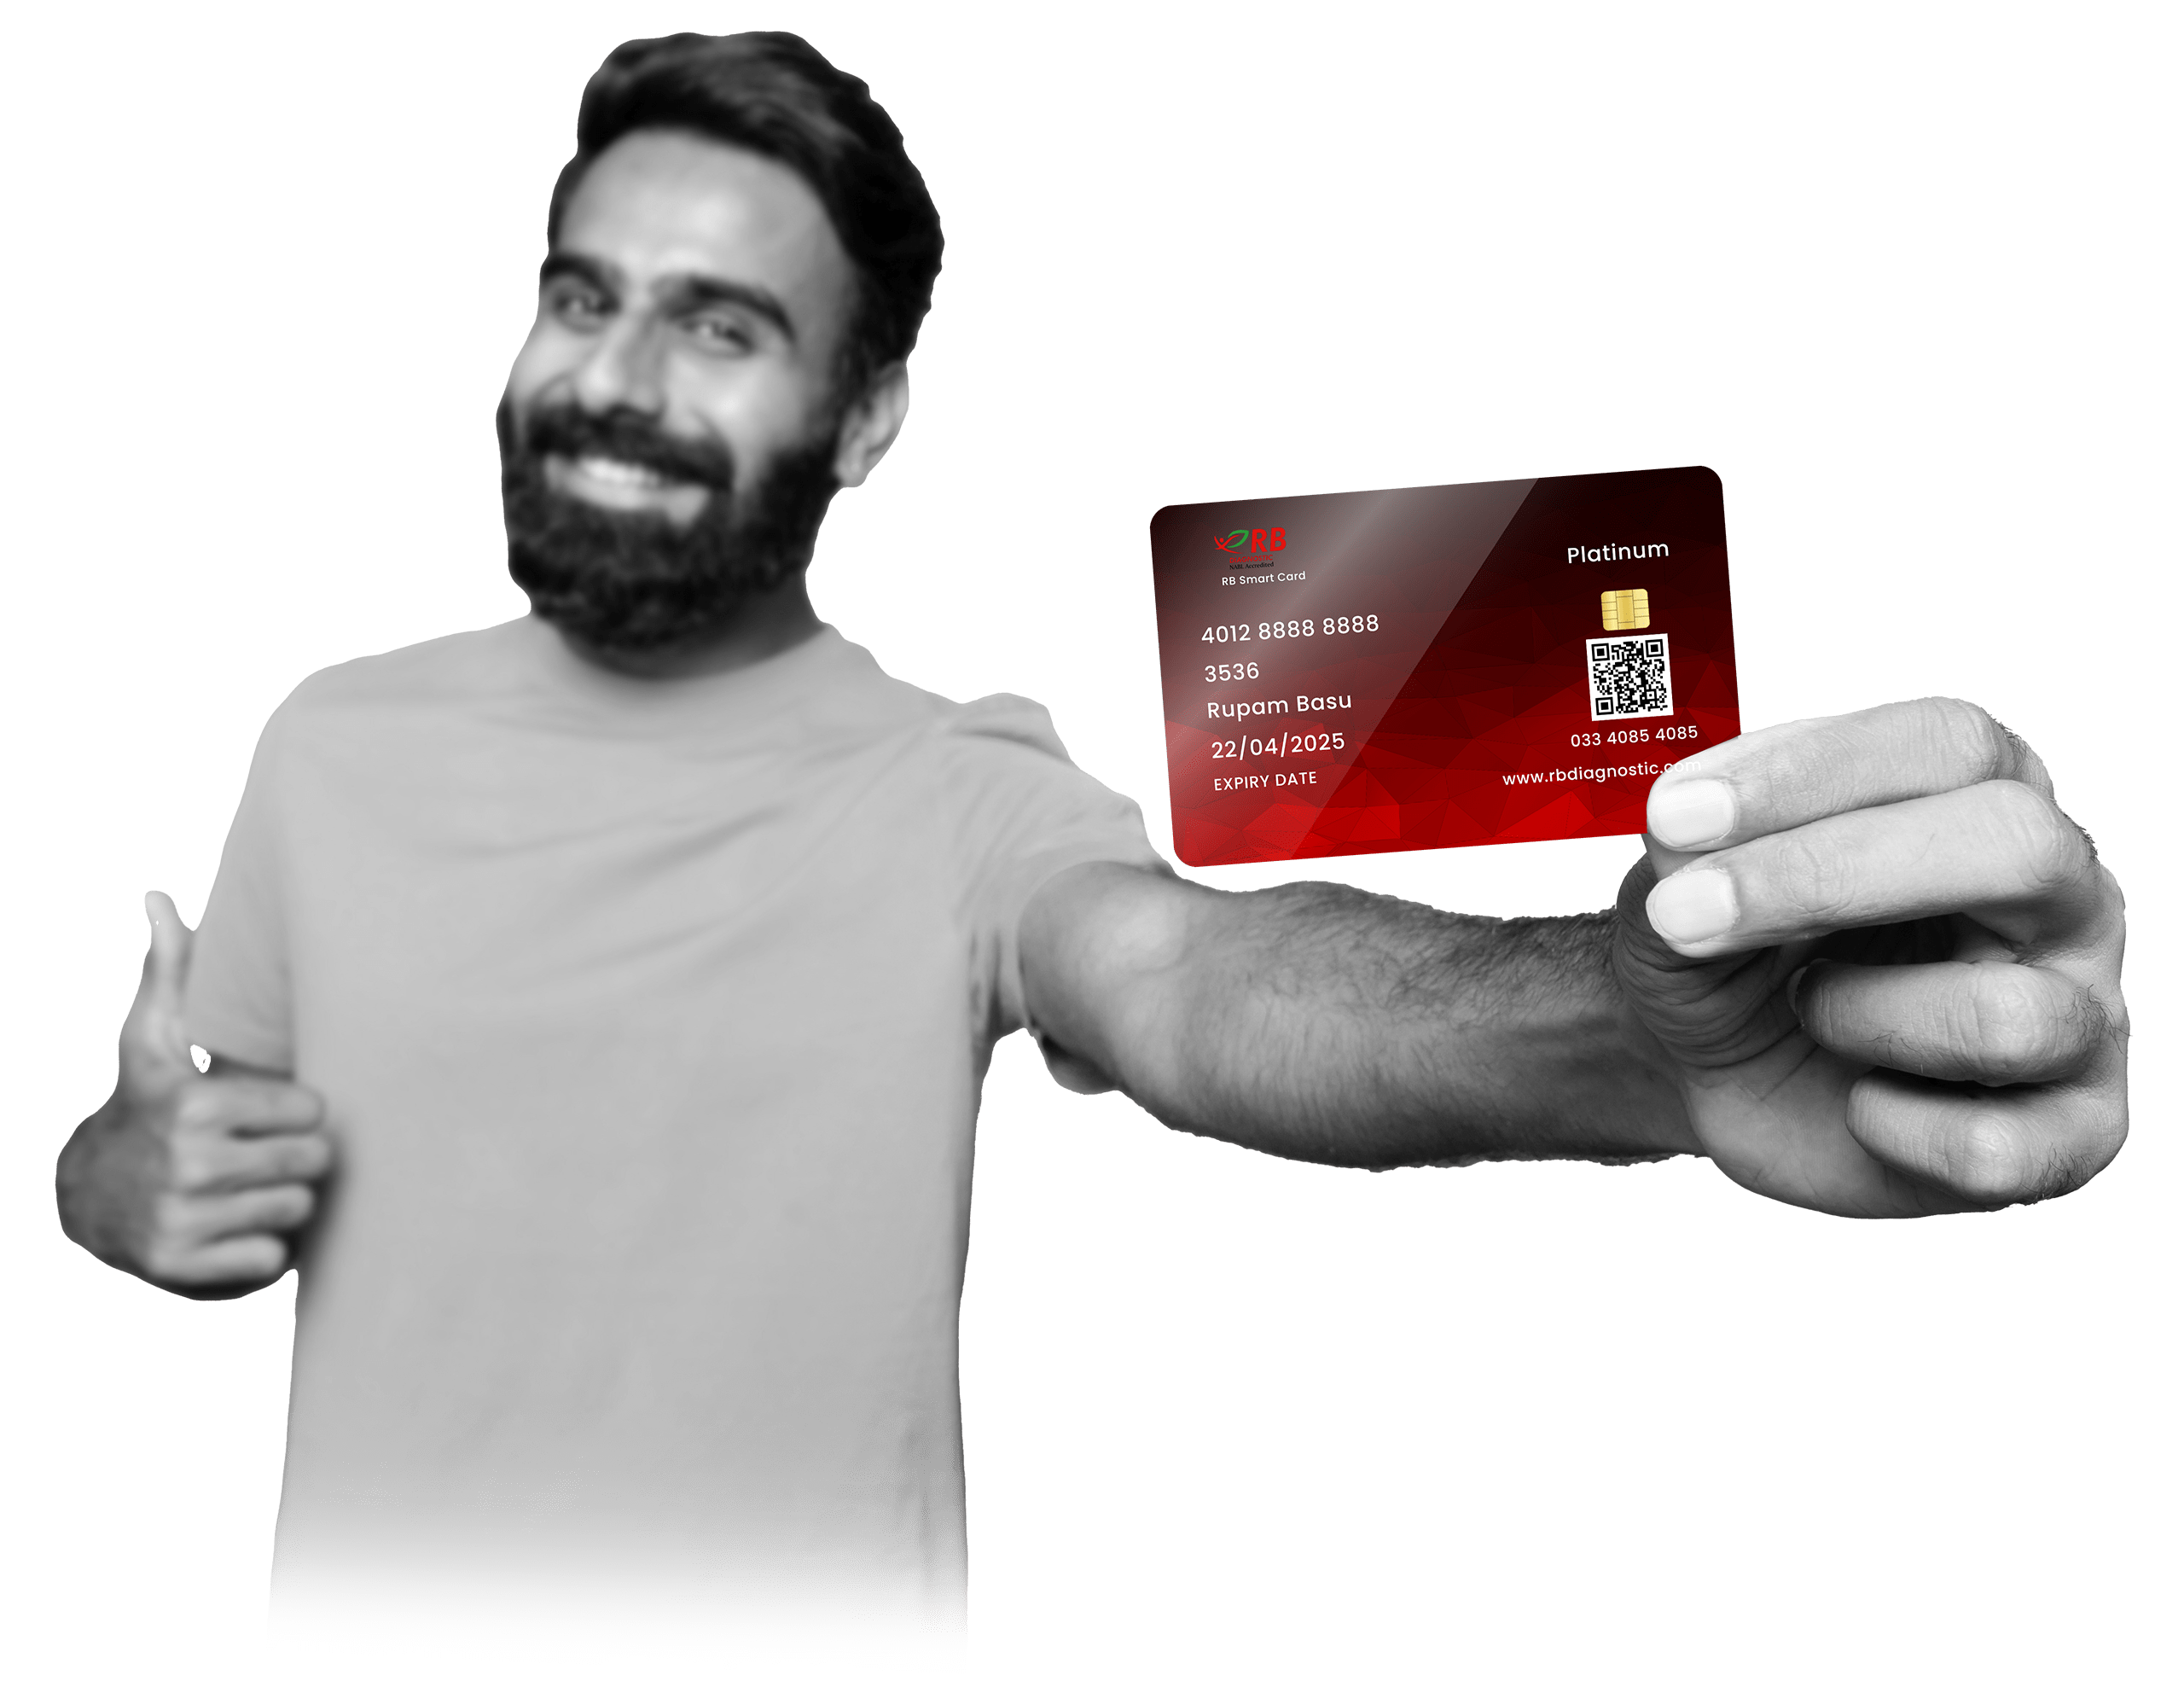 RB
NABL Accredited
RB Smart Card
Platinum
4012 8888 8888
3536
Rupam Basu
22/04/2025
EXPIRY DATE
033 4085 4085
www.rbdiagnostic.com